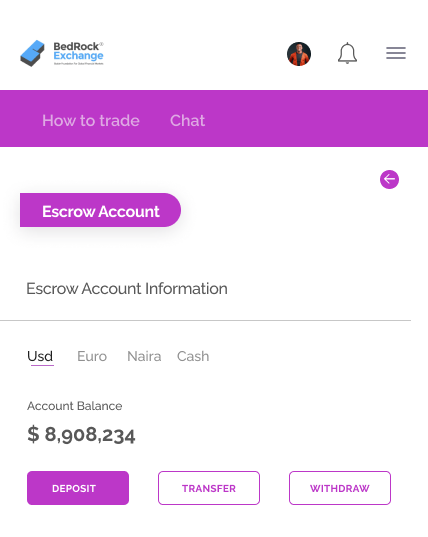 BedRock®
Exchange
How to trade Chat
Escrow Account
Escrow Account Information
Usd Euro Naira Cash
Account Balance
$ 8,908,234
DEPOSIT TRANSFER WITHDRAW